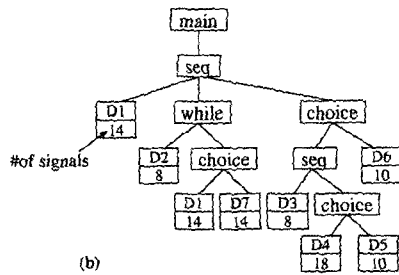 main
seq
D1
14
while
choice
#of signals
D2
8
choice
seq
D6
10
D1
14
D7
14
D3
8
choice
D4
18
D5
10
(b)